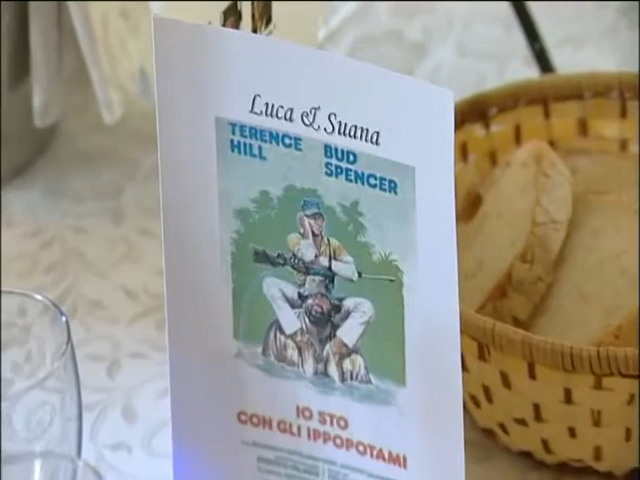 Luca & Suana
TERENCE HILL
BUD SPENCER
IO STO
CON GLI IPPOPOTAMI